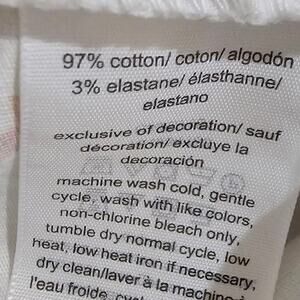 97% cotton/ coton/ algodón
3% elastane/ élasthanne/
elastano
exclusive of decoration/ sauf
décoration/ excluye la
decoración
machine wash cold, gentle
cycle, wash with like colors,
non-chlorine bleach only,
tumble dry normal cycle, low
heat, low heat iron if necessary,
dry clean/laver à la machine à
l'eau froide,